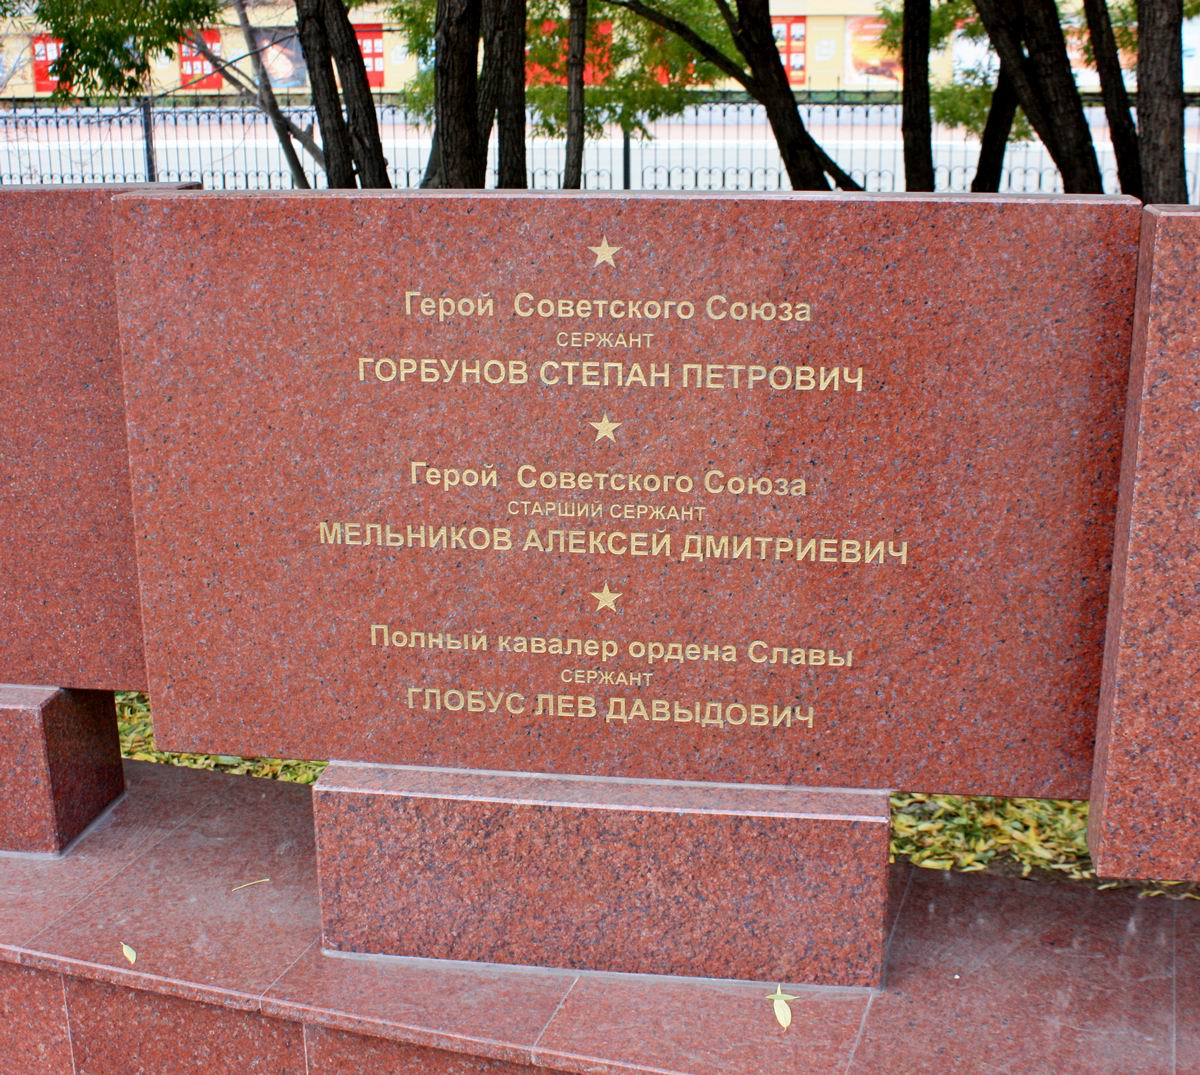 Герой Советского Союза
СЕРЖАНТ
ГОРБУНОВ СТЕПАН ПЕТРОВИЧ
Герой Советского Союза
СТАРШИЙ СЕРЖАНТ
МЕЛЬНИКОВ АЛЕКСЕЙ ДМИТРИЕВИЧ
Полный кавалер ордена Славы
СЕРЖАНТ
ГЛОБУС ЛЕВ ДАВЫДОВИЧ